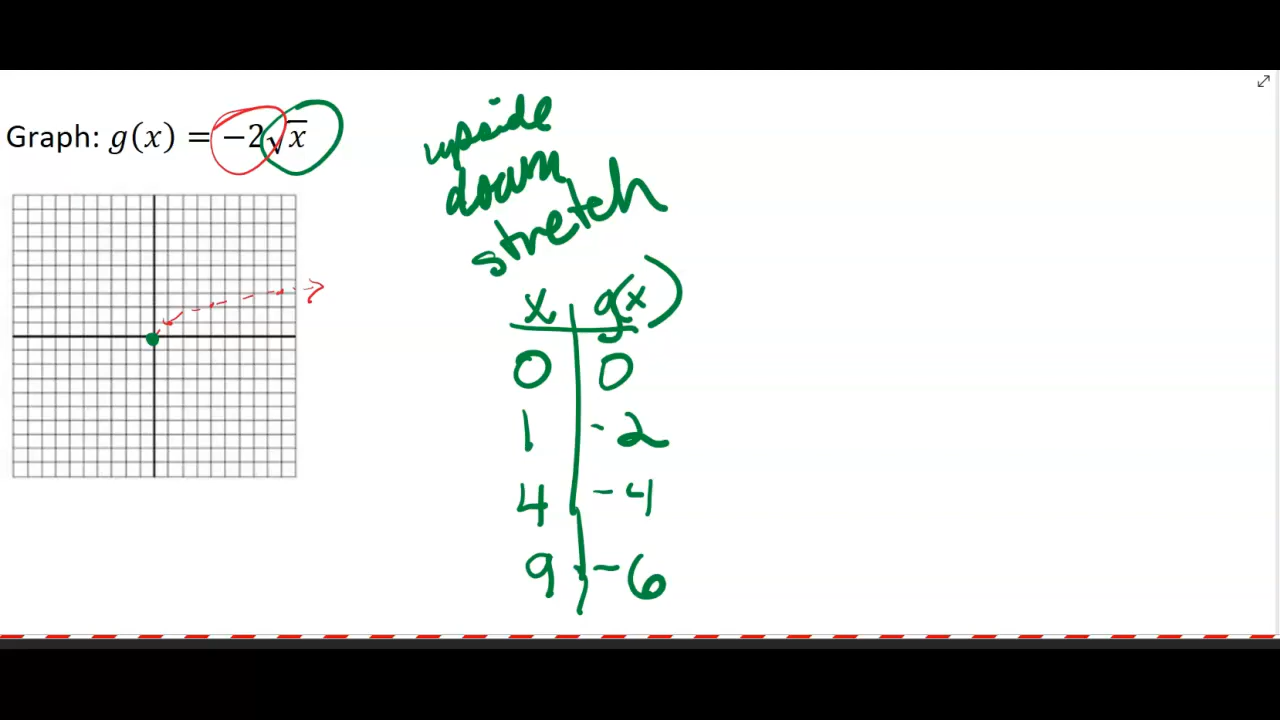 Graph: g(x) = −2√x
upside
down
stretch
x g(x)
0 0
1 -2
4 -4
9 -6